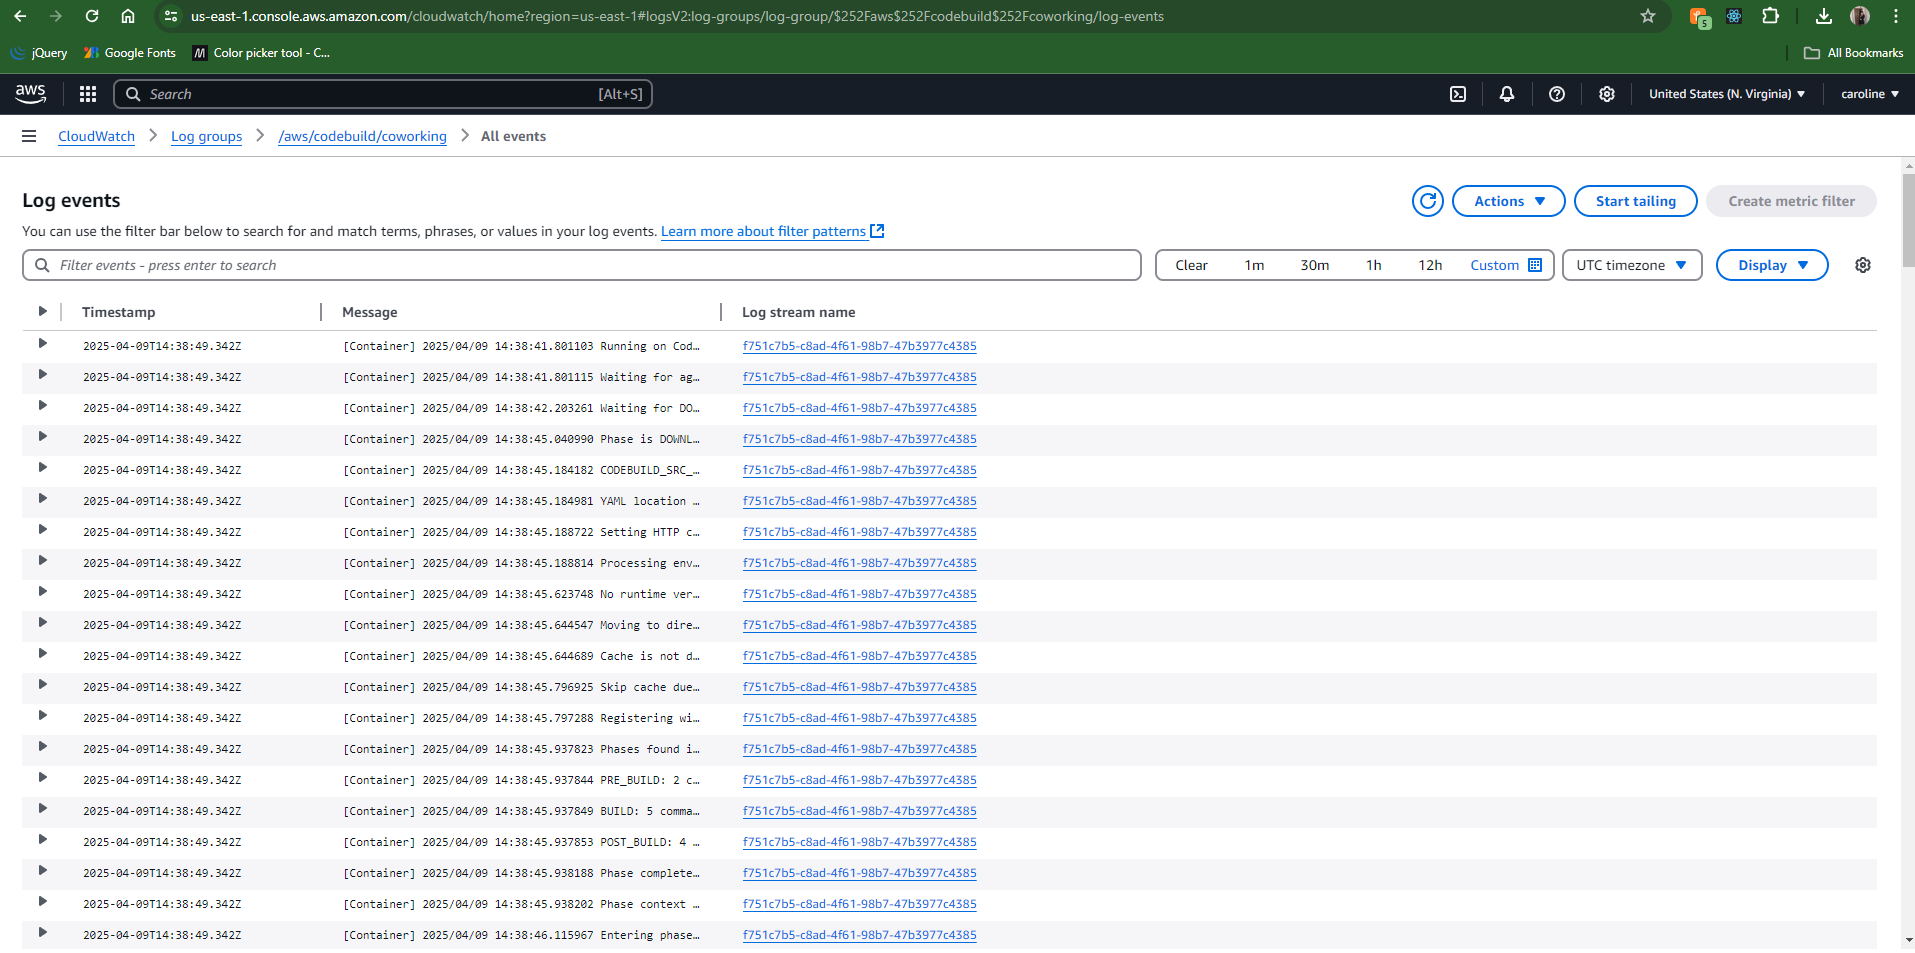 us-east-1.console.aws.amazon.com/cloudwatch/home?region=us-east-1#logsV2:log-groups/log-group/$252Faws$252Fcodebuild$252Fcoworking/log-events
5
jQuery Google Fonts Color picker tool - C... All Bookmarks
aws Search [Alt+S] United States (N. Virginia) caroline
CloudWatch Log groups /aws/codebuild/coworking All events
Log events Actions Start tailing Create metric filter
You can use the filter bar below to search for and match terms, phrases, or values in your log events. Learn more about filter patterns
Filter events - press enter to search Clear 1m 30m 1h 12h Custom UTC timezone Display
Timestamp Message Log stream name
2025-04-09T14:38:49.342Z [Container] 2025/04/09 14:38:41.801103 Running on Cod… f751c7b5-c8ad-4f61-98b7-47b3977c4385
2025-04-09T14:38:49.342Z [Container] 2025/04/09 14:38:41.801115 Waiting for ag… f751c7b5-c8ad-4f61-98b7-47b3977c4385
2025-04-09T14:38:49.342Z [Container] 2025/04/09 14:38:42.203261 Waiting for DO… f751c7b5-c8ad-4f61-98b7-47b3977c4385
2025-04-09T14:38:49.342Z [Container] 2025/04/09 14:38:45.040990 Phase is DOWNL… f751c7b5-c8ad-4f61-98b7-47b3977c4385
2025-04-09T14:38:49.342Z [Container] 2025/04/09 14:38:45.184182 CODEBUILD_SRC_… f751c7b5-c8ad-4f61-98b7-47b3977c4385
2025-04-09T14:38:49.342Z [Container] 2025/04/09 14:38:45.184981 YAML location … f751c7b5-c8ad-4f61-98b7-47b3977c4385
2025-04-09T14:38:49.342Z [Container] 2025/04/09 14:38:45.188722 Setting HTTP c… f751c7b5-c8ad-4f61-98b7-47b3977c4385
2025-04-09T14:38:49.342Z [Container] 2025/04/09 14:38:45.188814 Processing env… f751c7b5-c8ad-4f61-98b7-47b3977c4385
2025-04-09T14:38:49.342Z [Container] 2025/04/09 14:38:45.623748 No runtime ver… f751c7b5-c8ad-4f61-98b7-47b3977c4385
2025-04-09T14:38:49.342Z [Container] 2025/04/09 14:38:45.644547 Moving to dire… f751c7b5-c8ad-4f61-98b7-47b3977c4385
2025-04-09T14:38:49.342Z [Container] 2025/04/09 14:38:45.644689 Cache is not d… f751c7b5-c8ad-4f61-98b7-47b3977c4385
2025-04-09T14:38:49.342Z [Container] 2025/04/09 14:38:45.796925 Skip cache due… f751c7b5-c8ad-4f61-98b7-47b3977c4385
2025-04-09T14:38:49.342Z [Container] 2025/04/09 14:38:45.797288 Registering wi… f751c7b5-c8ad-4f61-98b7-47b3977c4385
2025-04-09T14:38:49.342Z [Container] 2025/04/09 14:38:45.937823 Phases found i… f751c7b5-c8ad-4f61-98b7-47b3977c4385
2025-04-09T14:38:49.342Z [Container] 2025/04/09 14:38:45.937844 PRE_BUILD: 2 c… f751c7b5-c8ad-4f61-98b7-47b3977c4385
2025-04-09T14:38:49.342Z [Container] 2025/04/09 14:38:45.937849 BUILD: 5 comma… f751c7b5-c8ad-4f61-98b7-47b3977c4385
2025-04-09T14:38:49.342Z [Container] 2025/04/09 14:38:45.937853 POST_BUILD: 4 … f751c7b5-c8ad-4f61-98b7-47b3977c4385
2025-04-09T14:38:49.342Z [Container] 2025/04/09 14:38:45.938188 Phase complete… f751c7b5-c8ad-4f61-98b7-47b3977c4385
2025-04-09T14:38:49.342Z [Container] 2025/04/09 14:38:45.938202 Phase context … f751c7b5-c8ad-4f61-98b7-47b3977c4385
2025-04-09T14:38:49.342Z [Container] 2025/04/09 14:38:46.115967 Entering phase… f751c7b5-c8ad-4f61-98b7-47b3977c4385